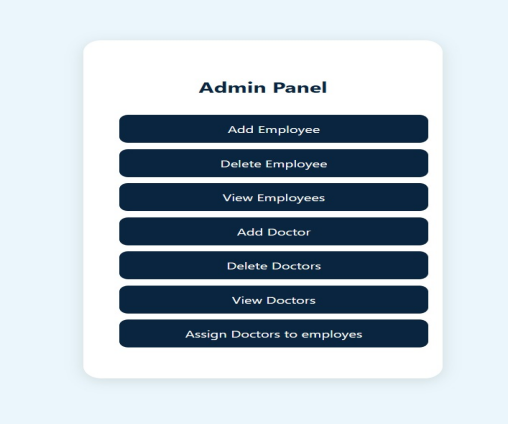 Admin Panel
Add Employee
Delete Employee
View Employees
Add Doctor
Delete Doctors
View Doctors
Assign Doctors to employes